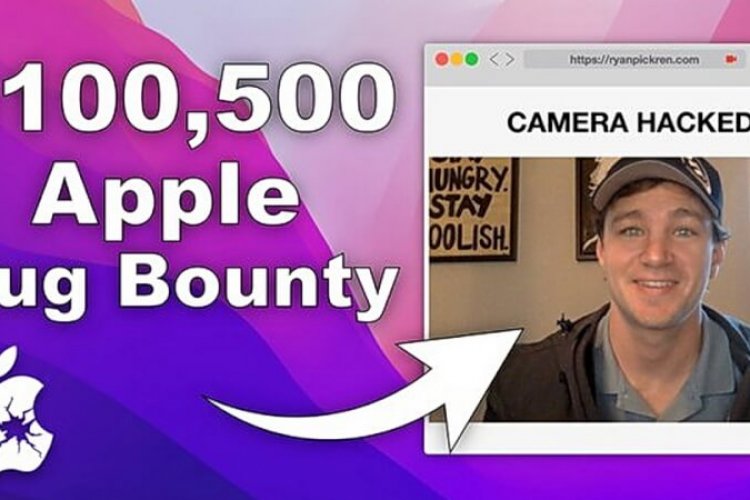 100,500
Apple
ug Bounty
https://ryanpickren.com
CAMERA HACKED
HUNGRY.
STAY
OOLISH.